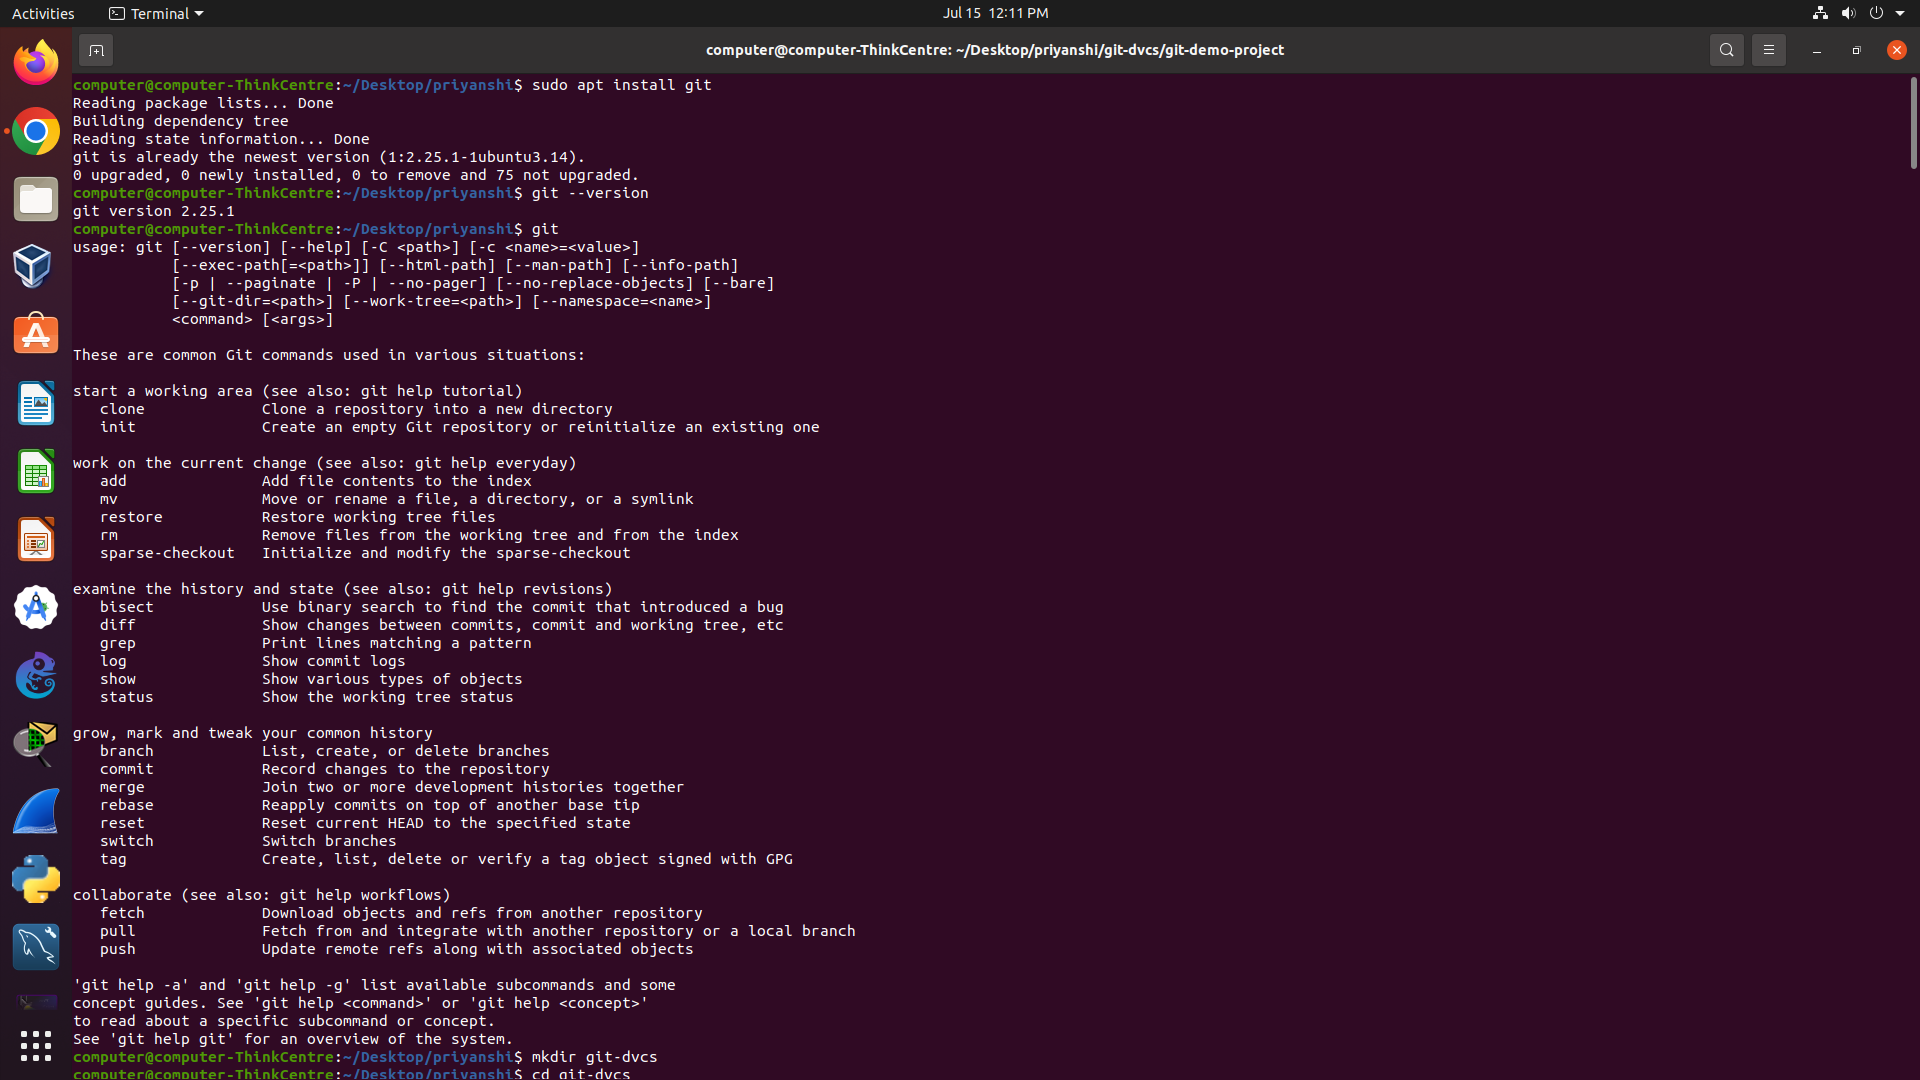 Activities Terminal Jul 15 12:11 PM
computer@computer-ThinkCentre: ~/Desktop/priyanshi/git-dvcs/git-demo-project
computer@computer-ThinkCentre:~/Desktop/priyanshi$ sudo apt install git
Reading package lists... Done
Building dependency tree
Reading state information... Done
git is already the newest version (1:2.25.1-1ubuntu3.14).
0 upgraded, 0 newly installed, 0 to remove and 75 not upgraded.
computer@computer-ThinkCentre:~/Desktop/priyanshi$ git --version
git version 2.25.1
computer@computer-ThinkCentre:~/Desktop/priyanshi$ git
usage: git [--version] [--help] [-C <path>] [-c <name>=<value>]
           [--exec-path[=<path>]] [--html-path] [--man-path] [--info-path]
           [-p | --paginate | -P | --no-pager] [--no-replace-objects] [--bare]
           [--git-dir=<path>] [--work-tree=<path>] [--namespace=<name>]
           <command> [<args>]
These are common Git commands used in various situations:
start a working area (see also: git help tutorial)
   clone             Clone a repository into a new directory
   init              Create an empty Git repository or reinitialize an existing one
work on the current change (see also: git help everyday)
   add               Add file contents to the index
   mv                Move or rename a file, a directory, or a symlink
   restore           Restore working tree files
   rm                Remove files from the working tree and from the index
   sparse-checkout   Initialize and modify the sparse-checkout
examine the history and state (see also: git help revisions)
   bisect            Use binary search to find the commit that introduced a bug
   diff              Show changes between commits, commit and working tree, etc
   grep              Print lines matching a pattern
   log               Show commit logs
   show              Show various types of objects
   status            Show the working tree status
grow, mark and tweak your common history
   branch            List, create, or delete branches
   commit            Record changes to the repository
   merge             Join two or more development histories together
   rebase            Reapply commits on top of another base tip
   reset             Reset current HEAD to the specified state
   switch            Switch branches
   tag               Create, list, delete or verify a tag object signed with GPG
collaborate (see also: git help workflows)
   fetch             Download objects and refs from another repository
   pull              Fetch from and integrate with another repository or a local branch
   push              Update remote refs along with associated objects
'git help -a' and 'git help -g' list available subcommands and some
concept guides. See 'git help <command>' or 'git help <concept>'
to read about a specific subcommand or concept.
See 'git help git' for an overview of the system.
computer@computer-ThinkCentre:~/Desktop/priyanshi$ mkdir git-dvcs
computer@computer-ThinkCentre:~/Desktop/priyanshi$ cd git-dvcs